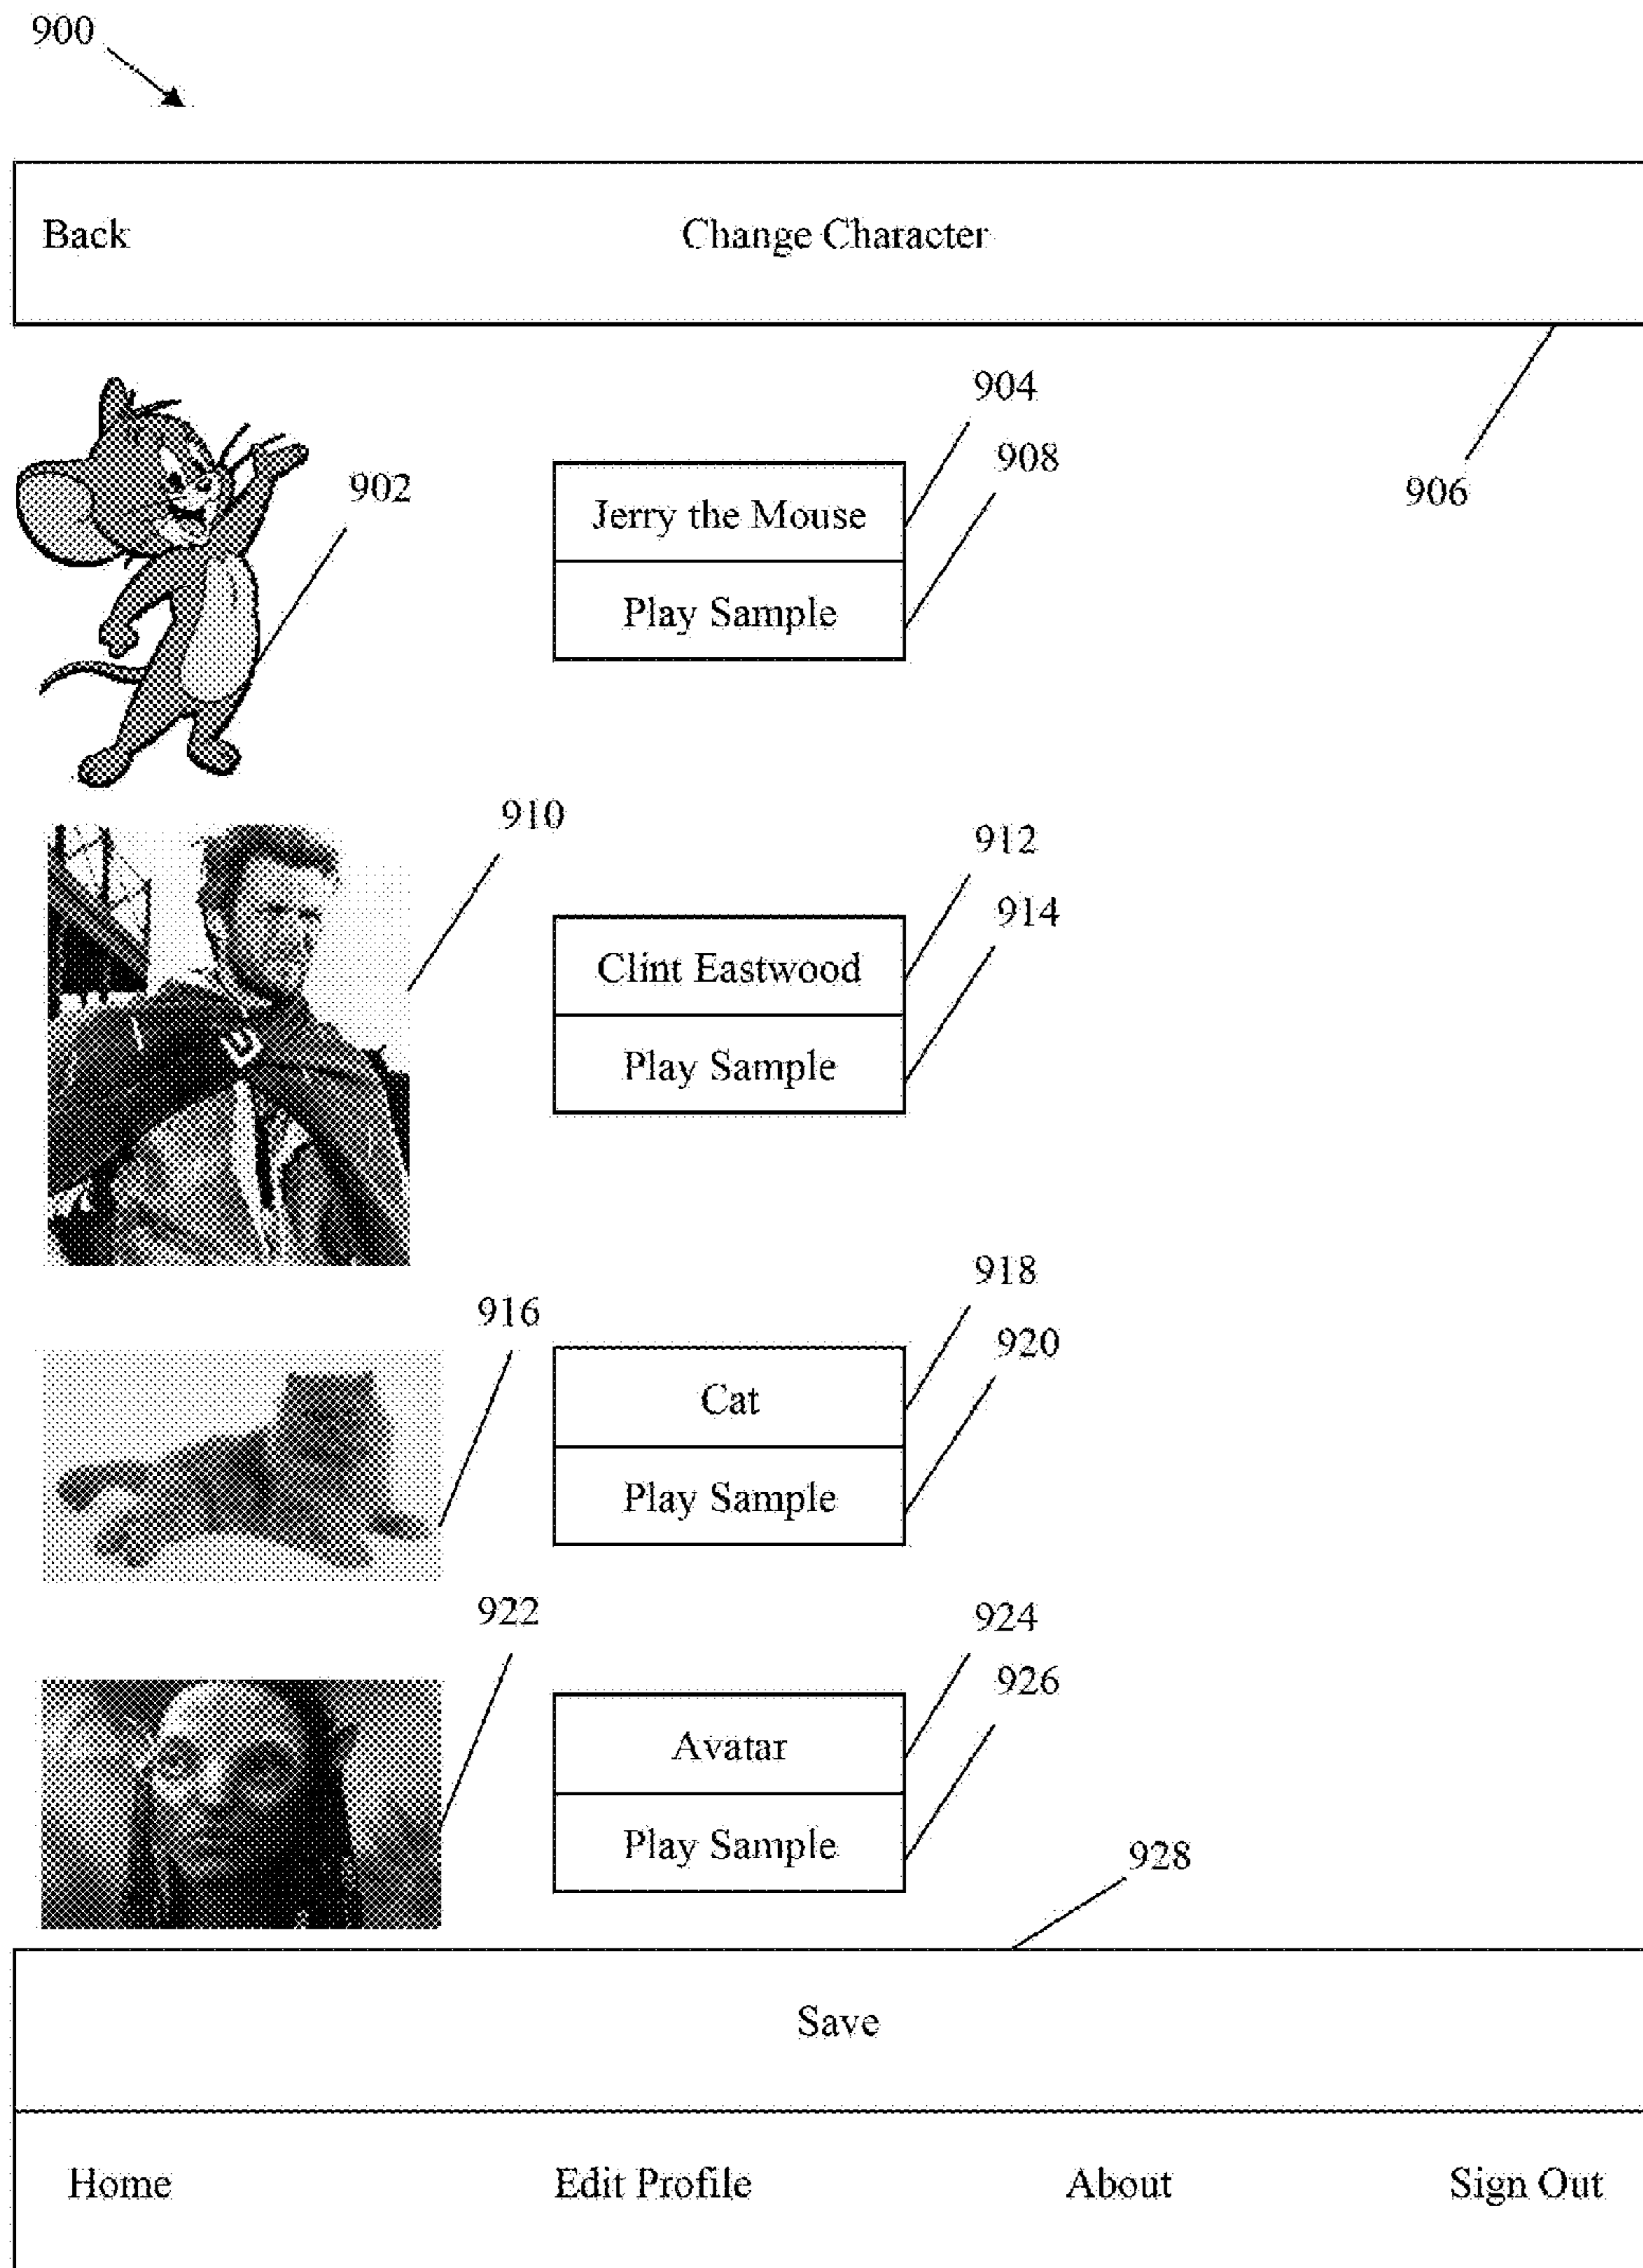 900
Back Change Character
904
908
902
906
Jerry the Mouse
Play Sample
910
912
914
Clint Eastwood
Play Sample
918
916
920
Cat
Play Sample
922
924
926
Avatar
Play Sample
928
Save
Home Edit Profile About Sign Out